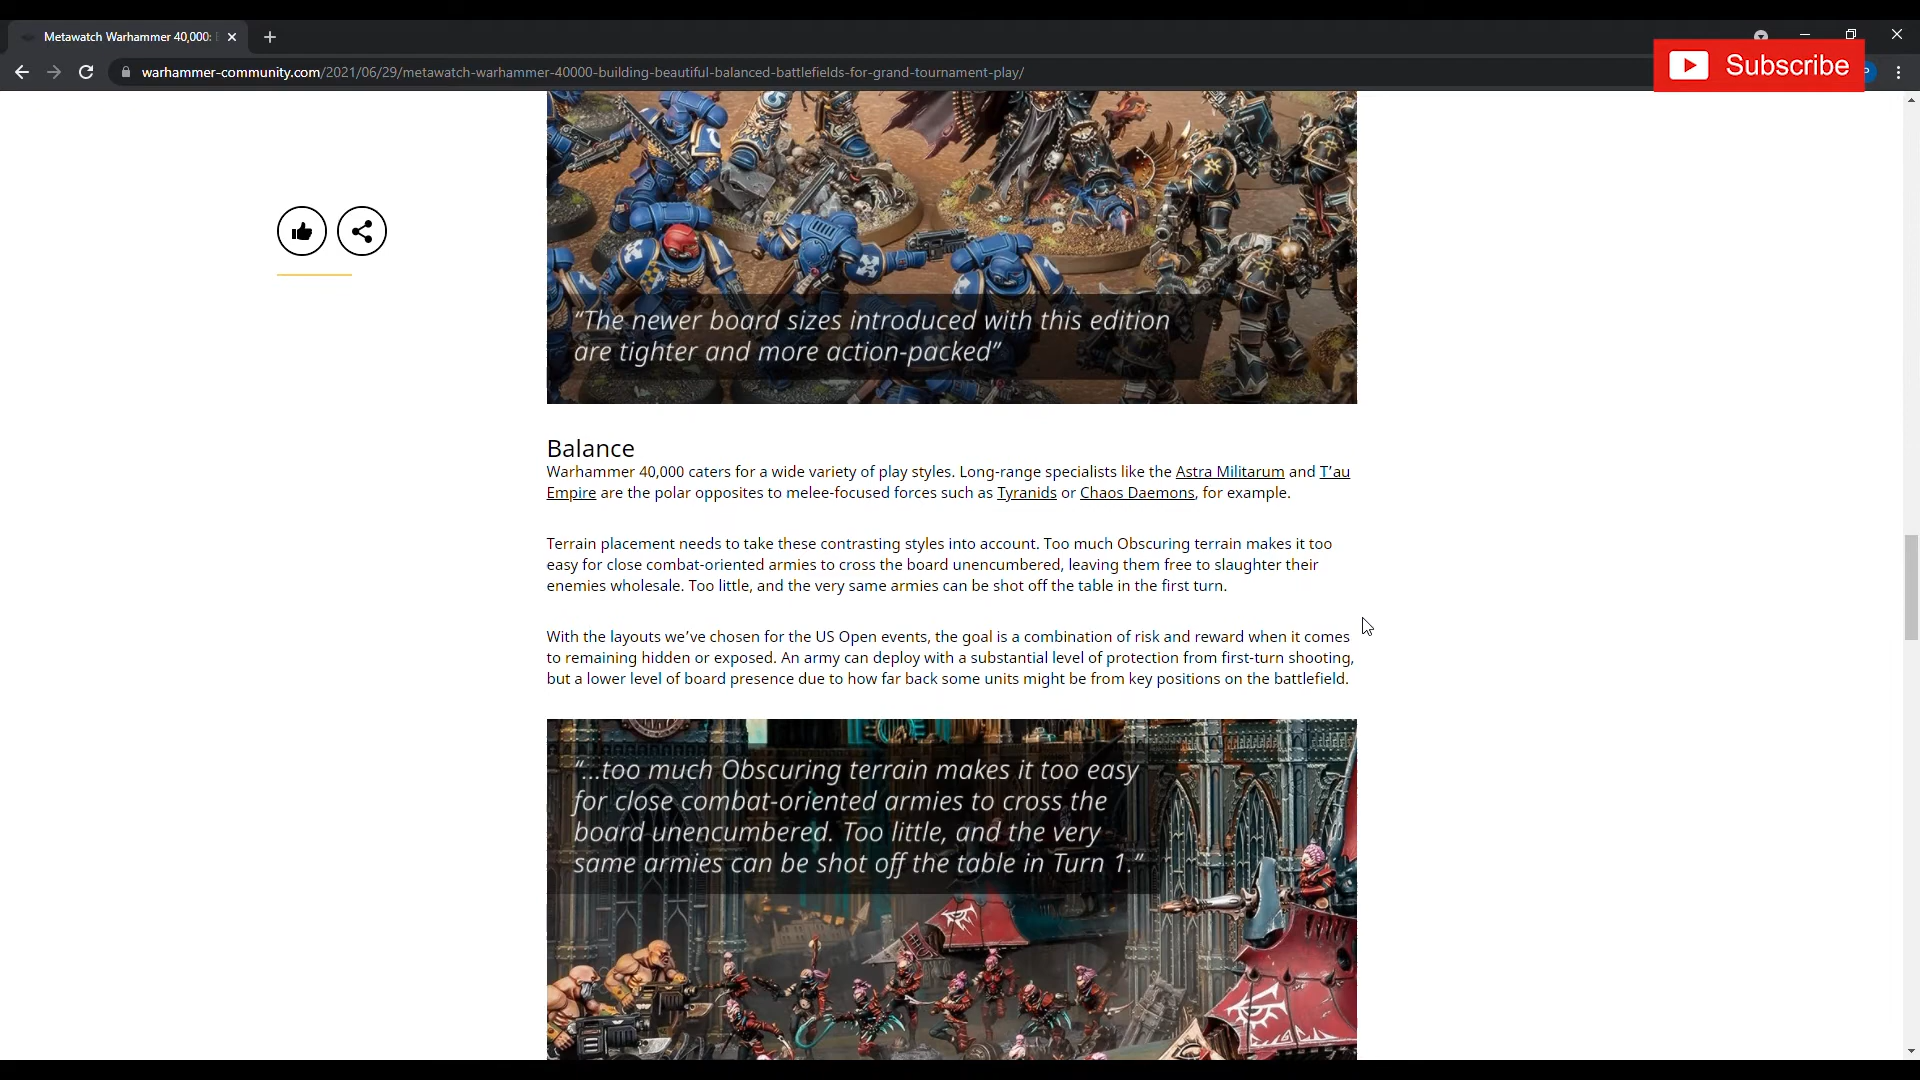 Metawatch Warhammer 40,000:
Subscribe
warhammer-community.com/2021/06/29/metawatch-warhammer-40000-building-beautiful-balanced-battlefields-for-grand-tournament-play/
“The newer board sizes introduced with this edition
are tighter and more action-packed”
Balance
Warhammer 40,000 caters for a wide variety of play styles. Long-range specialists like the Astra Militarum and T’au
Empire are the polar opposites to melee-focused forces such as Tyranids or Chaos Daemons, for example.
Terrain placement needs to take these contrasting styles into account. Too much Obscuring terrain makes it too
easy for close combat-oriented armies to cross the board unencumbered, leaving them free to slaughter their
enemies wholesale. Too little, and the very same armies can be shot off the table in the first turn.
With the layouts we’ve chosen for the US Open events, the goal is a combination of risk and reward when it comes
to remaining hidden or exposed. An army can deploy with a substantial level of protection from first-turn shooting,
but a lower level of board presence due to how far back some units might be from key positions on the battlefield.
“...too much Obscuring terrain makes it too easy
for close combat-oriented armies to cross the
board unencumbered. Too little, and the very
same armies can be shot off the table in Turn 1.”